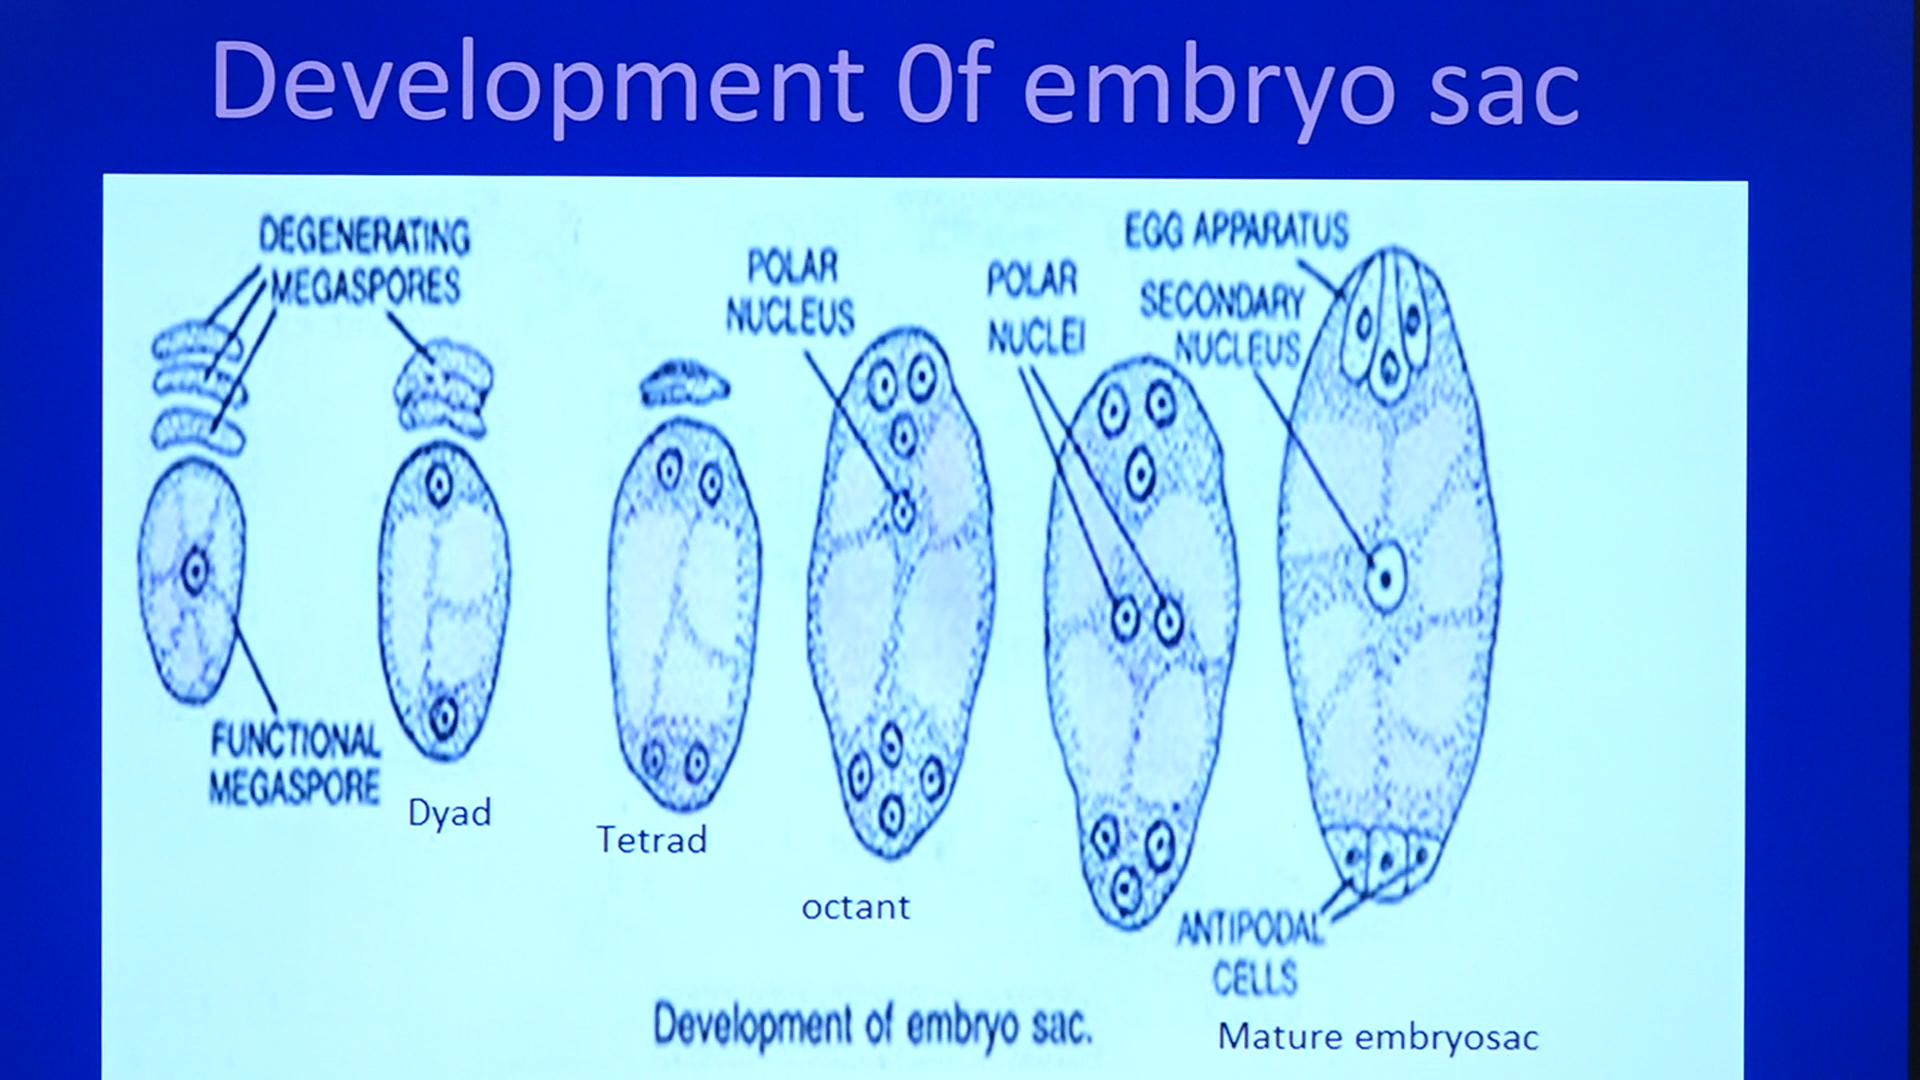 Development 0f embryo sac
DEGENERATING
MEGASPORES
POLAR
NUCLEUS
POLAR
NUCLEI
EGG APPARATUS
SECONDARY
NUCLEUS
FUNCTIONAL
MEGASPORE
Dyad
Tetrad
octant
ANTIPODAL
CELLS
Development of embryo sac.
Mature embryosac